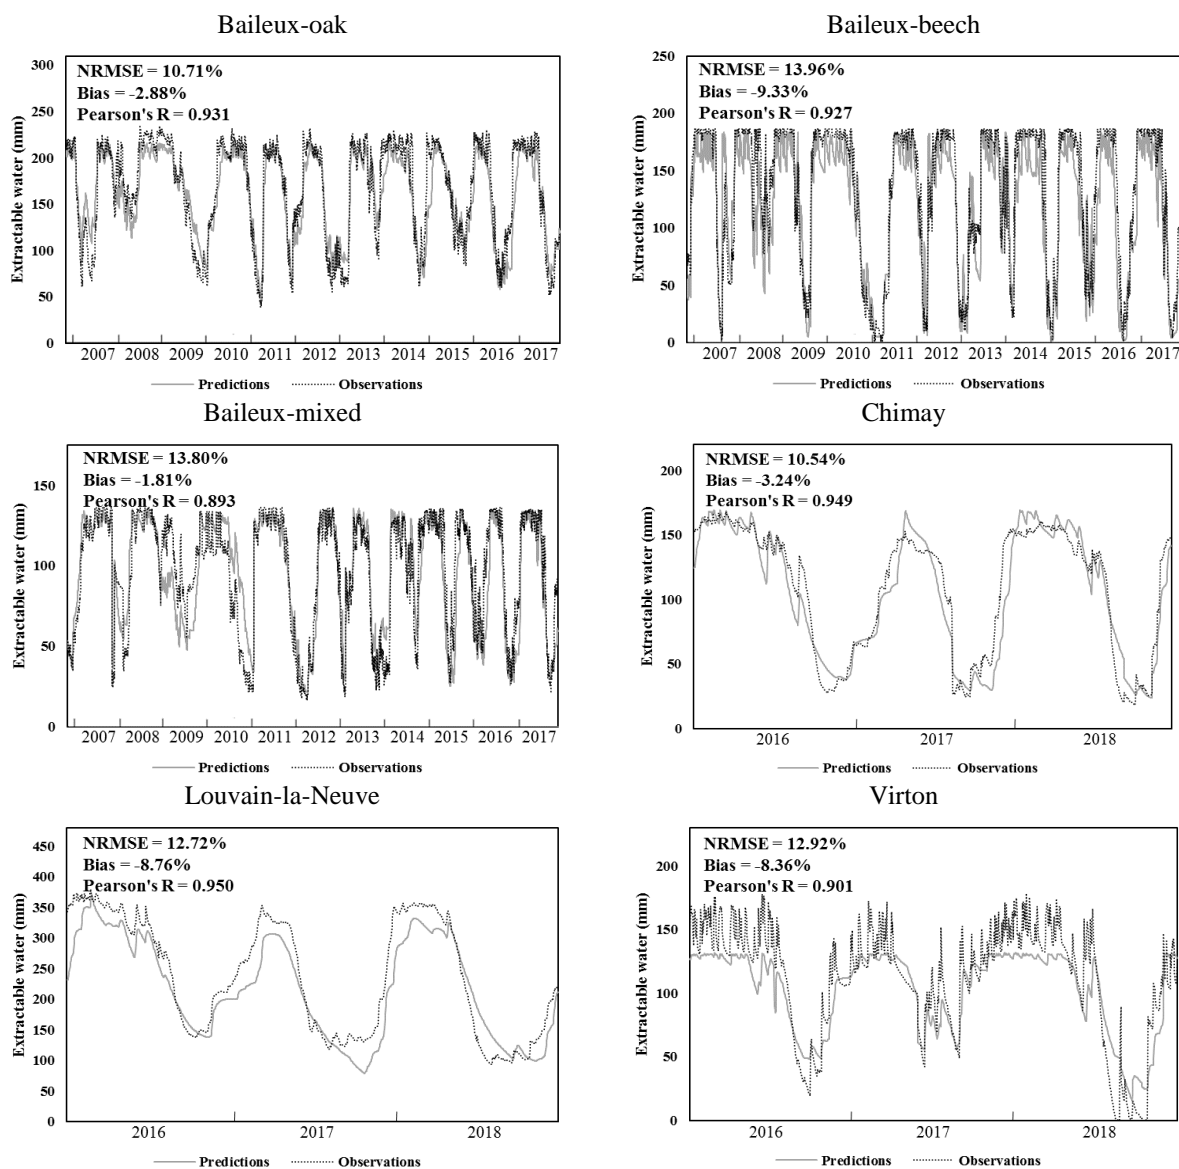 Baileux-oak
NRMSE = 10.71%
Bias = -2.88%
Pearson's R = 0.931
Extractable water (mm)
300
250
200
150
100
50
0
2007 2008 2009 2010 2011 2012 2013 2014 2015 2016 2017
Predictions Observations
Baileux-beech
NRMSE = 13.96%
Bias = -9.33%
Pearson's R = 0.927
Extractable water (mm)
250
200
150
100
50
0
2007 2008 2009 2010 2011 2012 2013 2014 2015 2016 2017
Predictions Observations
Baileux-mixed
NRMSE = 13.80%
Bias = -1.81%
Pearson's R = 0.893
Extractable water (mm)
150
100
50
0
2007 2008 2009 2010 2011 2012 2013 2014 2015 2016 2017
Predictions Observations
Chimay
NRMSE = 10.54%
Bias = -3.24%
Pearson's R = 0.949
Extractable water (mm)
200
150
100
50
0
2016 2017 2018
Predictions Observations
Louvain-la-Neuve
NRMSE = 12.72%
Bias = -8.76%
Pearson's R = 0.950
Extractable water (mm)
450
400
350
300
250
200
150
100
50
0
2016 2017 2018
Predictions Observations
Virton
NRMSE = 12.92%
Bias = -8.36%
Pearson's R = 0.901
Extractable water (mm)
200
150
100
50
0
2016 2017 2018
Predictions Observations